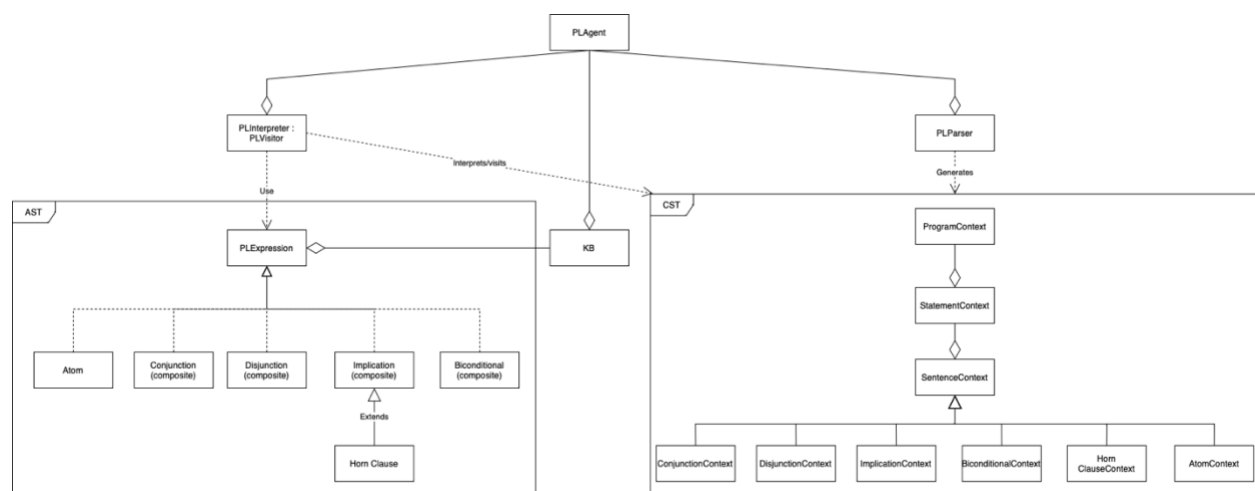 PLAgent
PLInterpreter :
PLVisitor
PLParser
Interprets/visits
Generates
Use
AST
CST
PLExpression
KB
ProgramContext
StatementContext
Atom
Conjunction
(composite)
Disjunction
(composite)
Implication
(composite)
Biconditional
(composite)
SentenceContext
Extends
Horn Clause
ConjunctionContext
DisjunctionContext
ImplicationContext
BiconditionalContext
Horn
ClauseContext
AtomContext